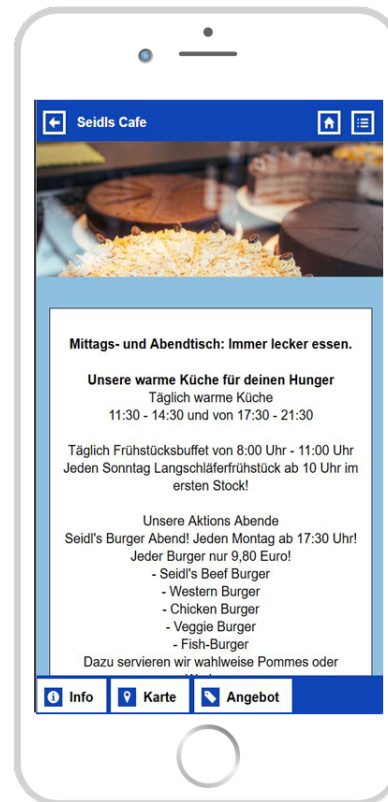 Seidls Cafe
Mittags- und Abendtisch: Immer lecker essen.
Unsere warme Küche für deinen Hunger
Täglich warme Küche
11:30 - 14:30 und von 17:30 - 21:30
Täglich Frühstücksbuffet von 8:00 Uhr - 11:00 Uhr
Jeden Sonntag Langschläferfrühstück ab 10 Uhr im
ersten Stock!
Unsere Aktions Abende
Seidl's Burger Abend! Jeden Montag ab 17:30 Uhr!
Jeder Burger nur 9,80 Euro!
- Seidl's Beef Burger
- Western Burger
- Chicken Burger
- Veggie Burger
- Fish-Burger
Dazu servieren wir wahlweise Pommes oder
Info Karte Angebot